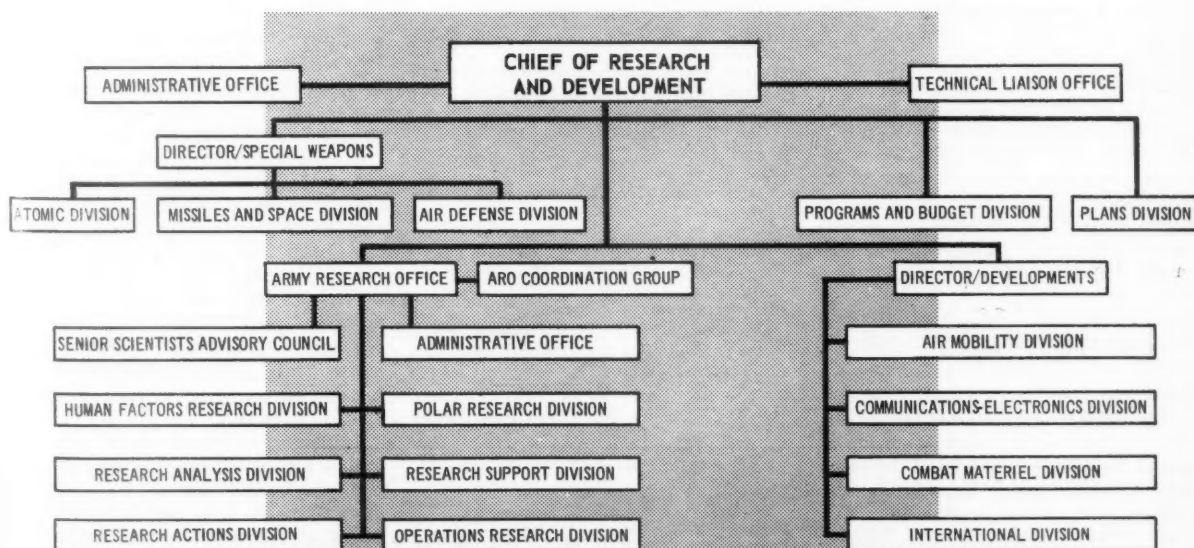 CHIEF OF RESEARCH
AND DEVELOPMENT
ADMINISTRATIVE OFFICE
TECHNICAL LIAISON OFFICE
DIRECTOR/SPECIAL WEAPONS
ATOMIC DIVISION
MISSILES AND SPACE DIVISION
AIR DEFENSE DIVISION
PROGRAMS AND BUDGET DIVISION
PLANS DIVISION
ARMY RESEARCH OFFICE
ARO COORDINATION GROUP
DIRECTOR/DEVELOPMENTS
SENIOR SCIENTISTS ADVISORY COUNCIL
ADMINISTRATIVE OFFICE
AIR MOBILITY DIVISION
HUMAN FACTORS RESEARCH DIVISION
POLAR RESEARCH DIVISION
COMMUNICATIONS-ELECTRONICS DIVISION
RESEARCH ANALYSIS DIVISION
RESEARCH SUPPORT DIVISION
COMBAT MATERIEL DIVISION
RESEARCH ACTIONS DIVISION
OPERATIONS RESEARCH DIVISION
INTERNATIONAL DIVISION